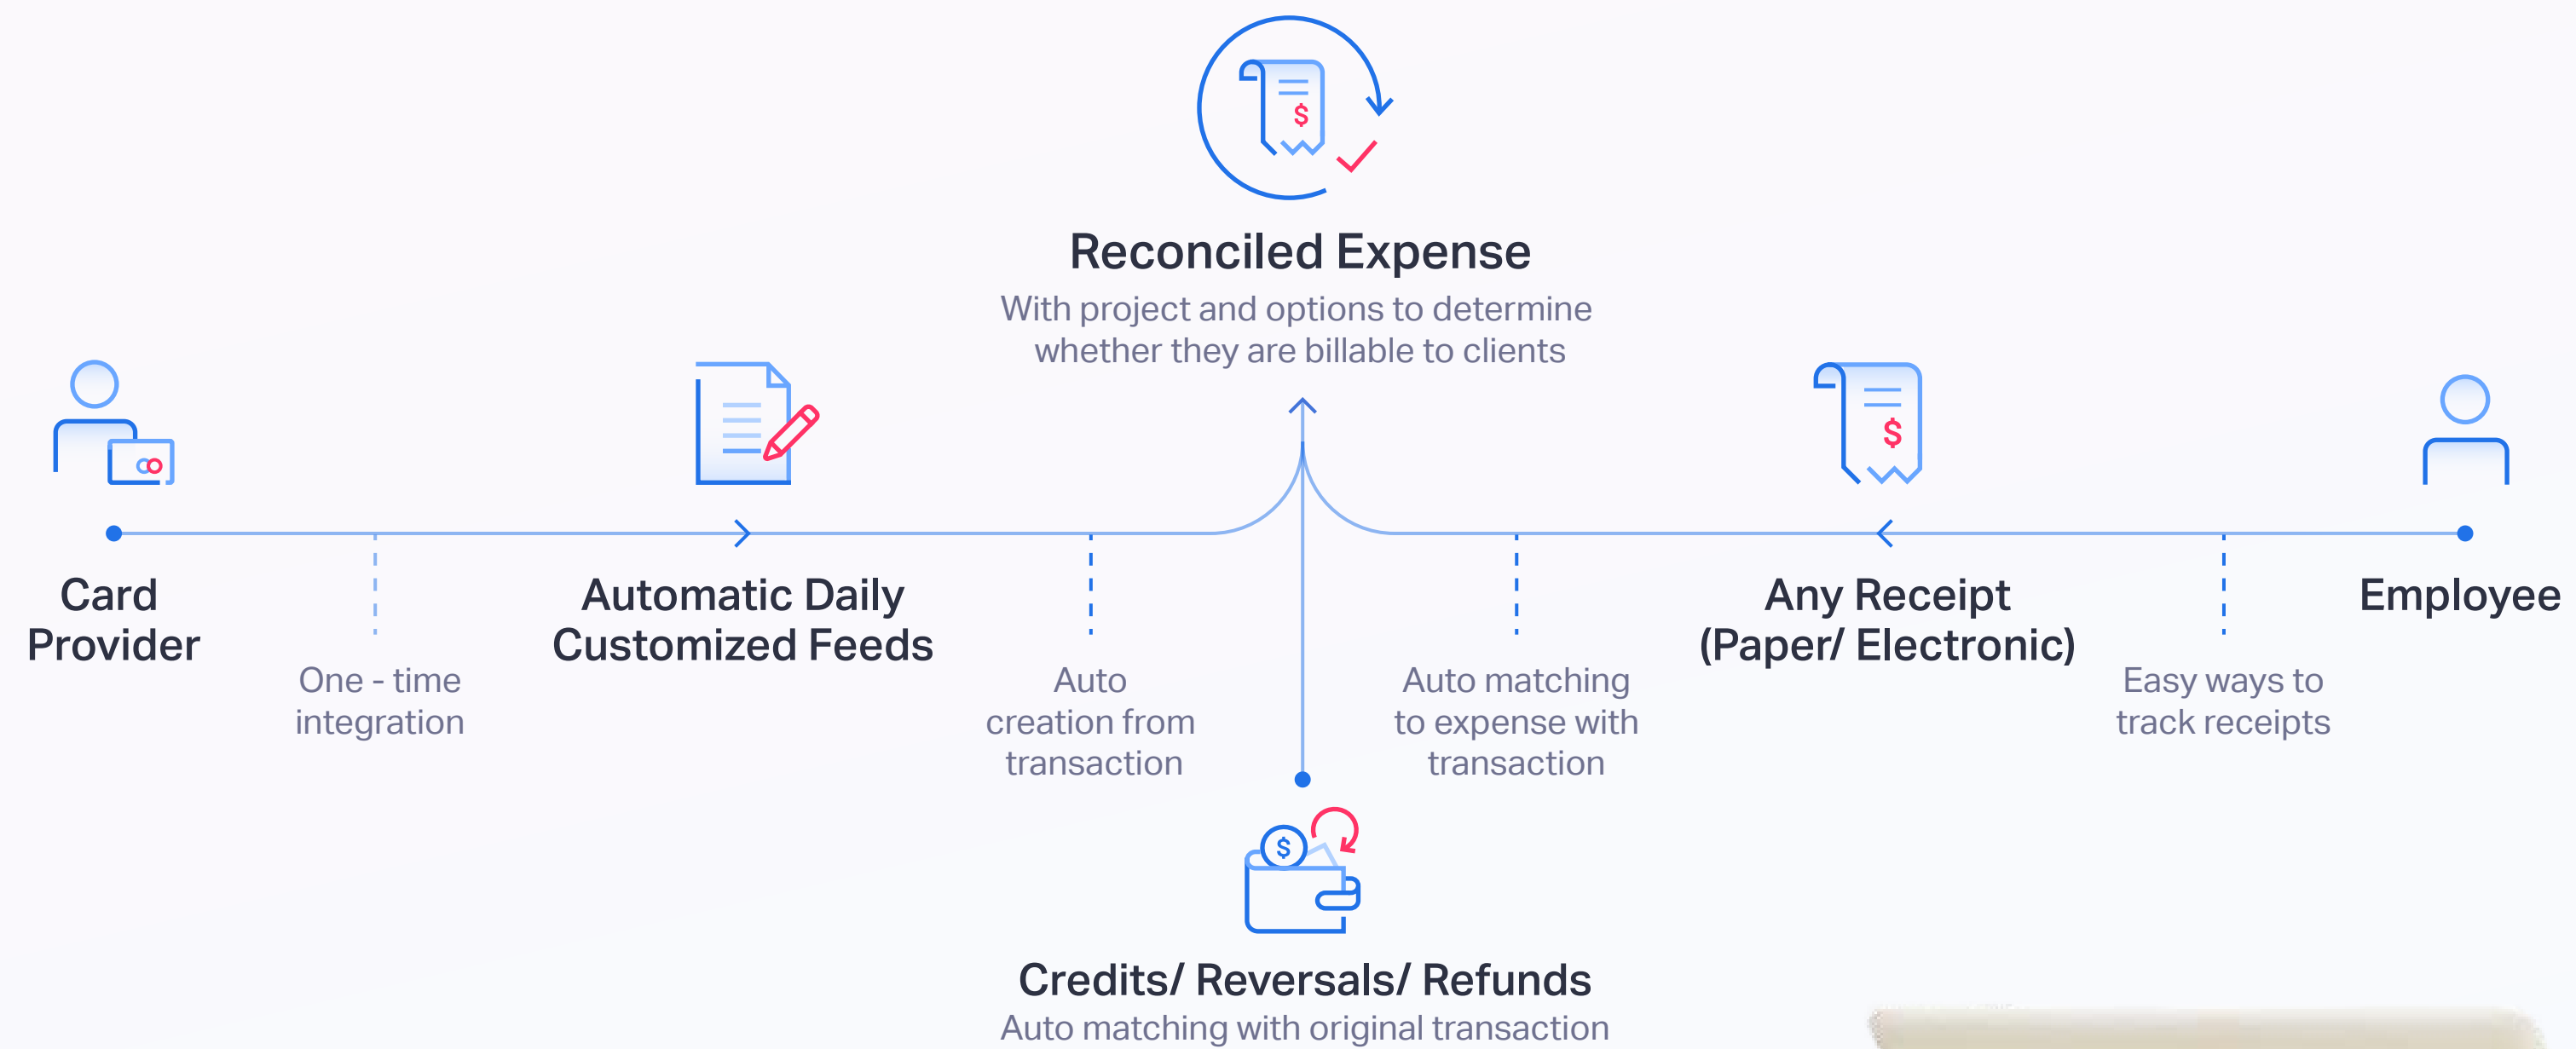 Reconciled Expense
With project and options to determine
whether they are billable to clients
Card
Provider
One - time
integration
Automatic Daily
Customized Feeds
Auto
creation from
transaction
Auto matching
to expense with
transaction
Any Receipt
(Paper/ Electronic)
Easy ways to
track receipts
Employee
Credits/ Reversals/ Refunds
Auto matching with original transaction